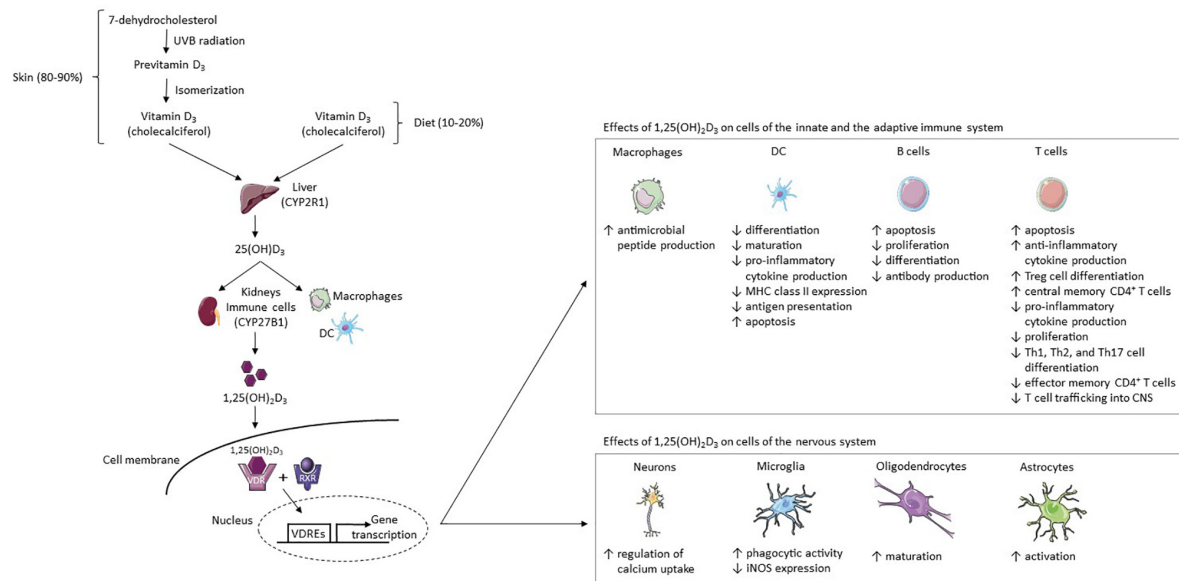 7-dehydrocholesterol
UVB radiation
Previtamin D₃
Skin (80-90%)
Isomerization
Vitamin D₃
(cholecalciferol)
Vitamin D₃
(cholecalciferol)
Diet (10-20%)
Liver
(CYP2R1)
25(OH)D₃
Kidneys
Immune cells
(CYP27B1)
Macrophages
DC
1,25(OH)₂D₃
Cell membrane
1,25(OH)₂D₃
VDR
+
RXR
Nucleus
VDREs
Gene
transcription
Effects of 1,25(OH)₂D₃ on cells of the innate and the adaptive immune system
Macrophages
↑ antimicrobial
peptide production
DC
↓ differentiation
↓ maturation
↓ pro-inflammatory
cytokine production
↓ MHC class II expression
↓ antigen presentation
↑ apoptosis
B cells
↑ apoptosis
↓ proliferation
↓ differentiation
↓ antibody production
T cells
↑ apoptosis
↑ anti-inflammatory
cytokine production
↑ Treg cell differentiation
↑ central memory CD4⁺ T cells
↓ pro-inflammatory
cytokine production
↓ proliferation
↓ Th1, Th2, and Th17 cell
differentiation
↓ effector memory CD4⁺ T cells
↓ T cell trafficking into CNS
Effects of 1,25(OH)₂D₃ on cells of the nervous system
Neurons
↑ regulation of
calcium uptake
Microglia
↑ phagocytic activity
↓ iNOS expression
Oligodendrocytes
↑ maturation
Astrocytes
↑ activation